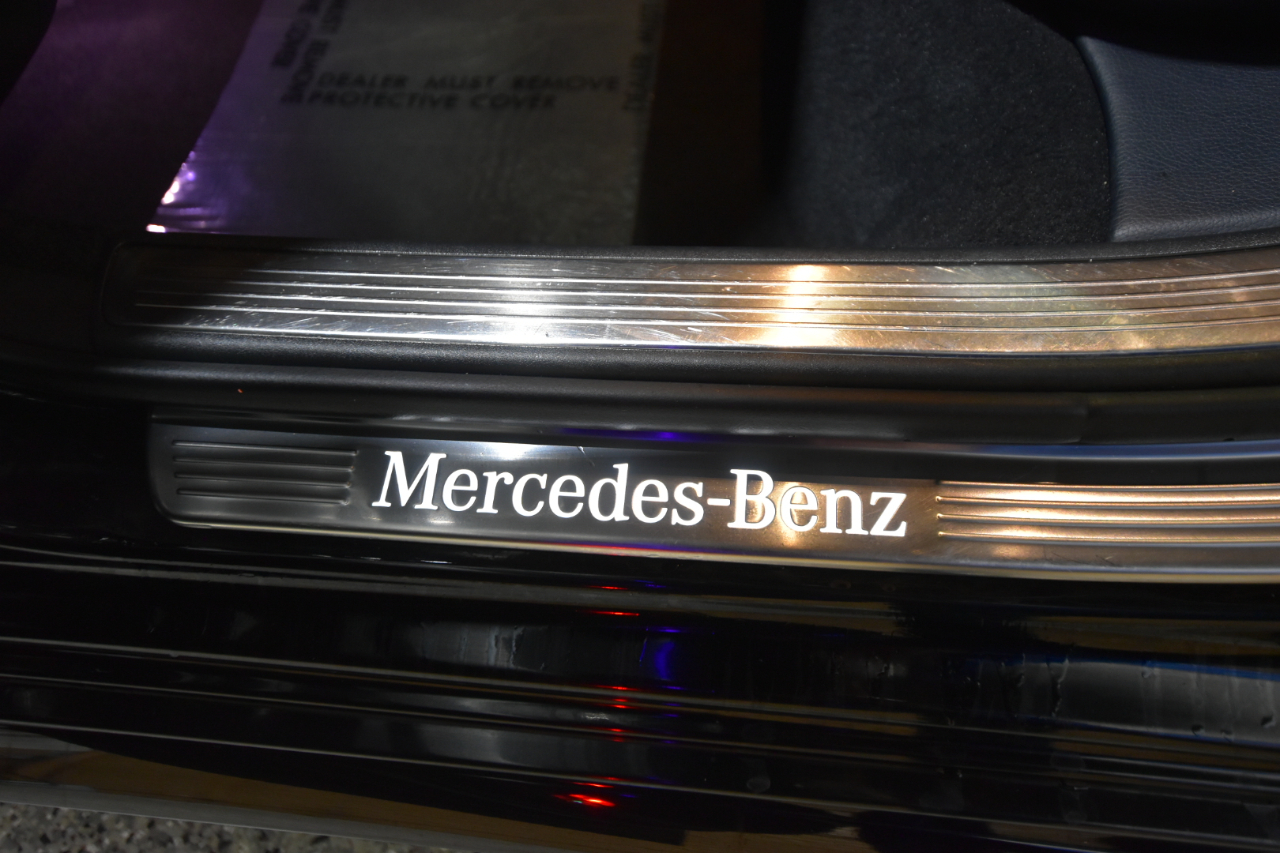 DEALER MUST REMOVE
PROTECTIVE COVER
Mercedes-Benz